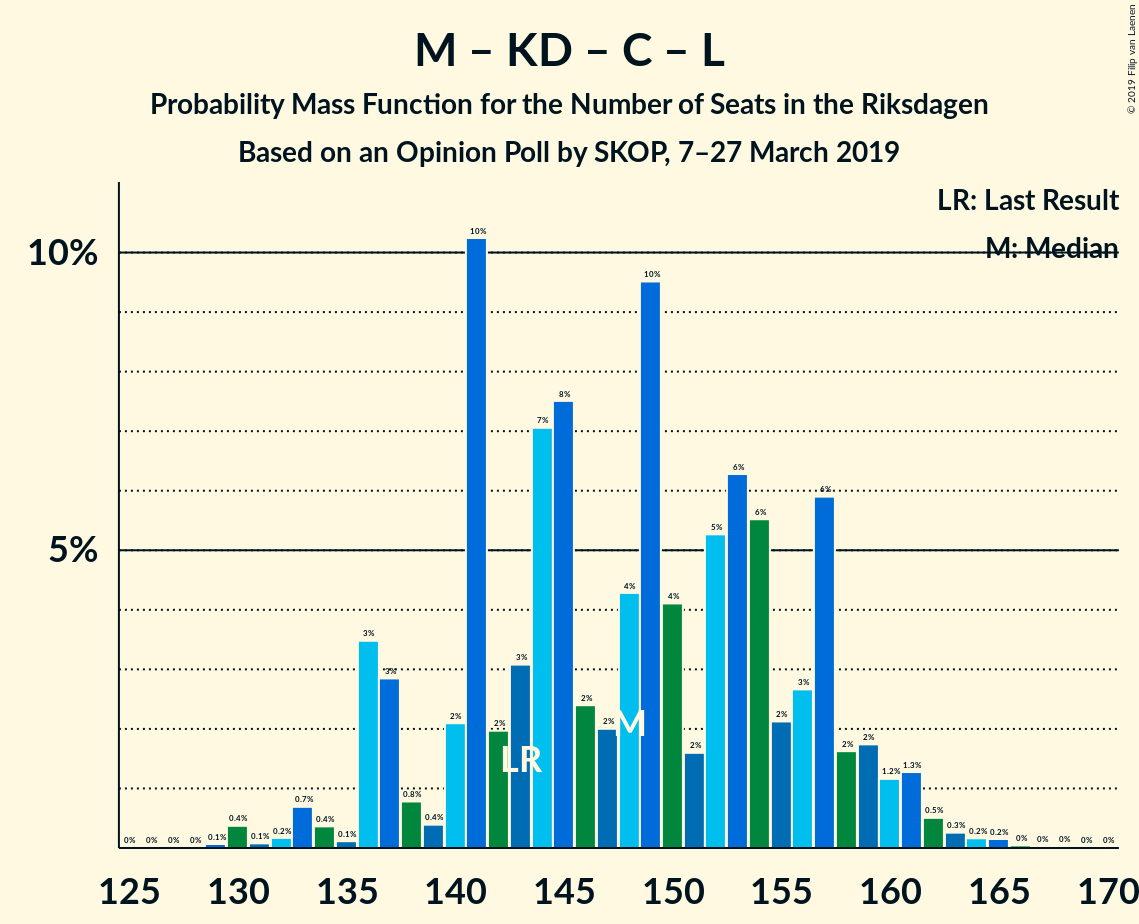 M – KD – C – L
Probability Mass Function for the Number of Seats in the Riksdagen
Based on an Opinion Poll by SKOP, 7–27 March 2019
© 2019 Filip van Laenen
LR: Last Result
M: Median
10%
5%
0% 0% 0% 0% 0.1% 0.4% 0.1% 0.2% 0.7% 0.4% 0.1% 3% 3% 0.8% 0.4% 2% 10% 2% 3% 7% 8% 2% 2% 4% 10% 4% 2% 5% 6% 6% 2% 3% 6% 2% 2% 1.2% 1.3% 0.5% 0.3% 0.2% 0.2% 0% 0% 0% 0% 0%
LR
M
125 130 135 140 145 150 155 160 165 170